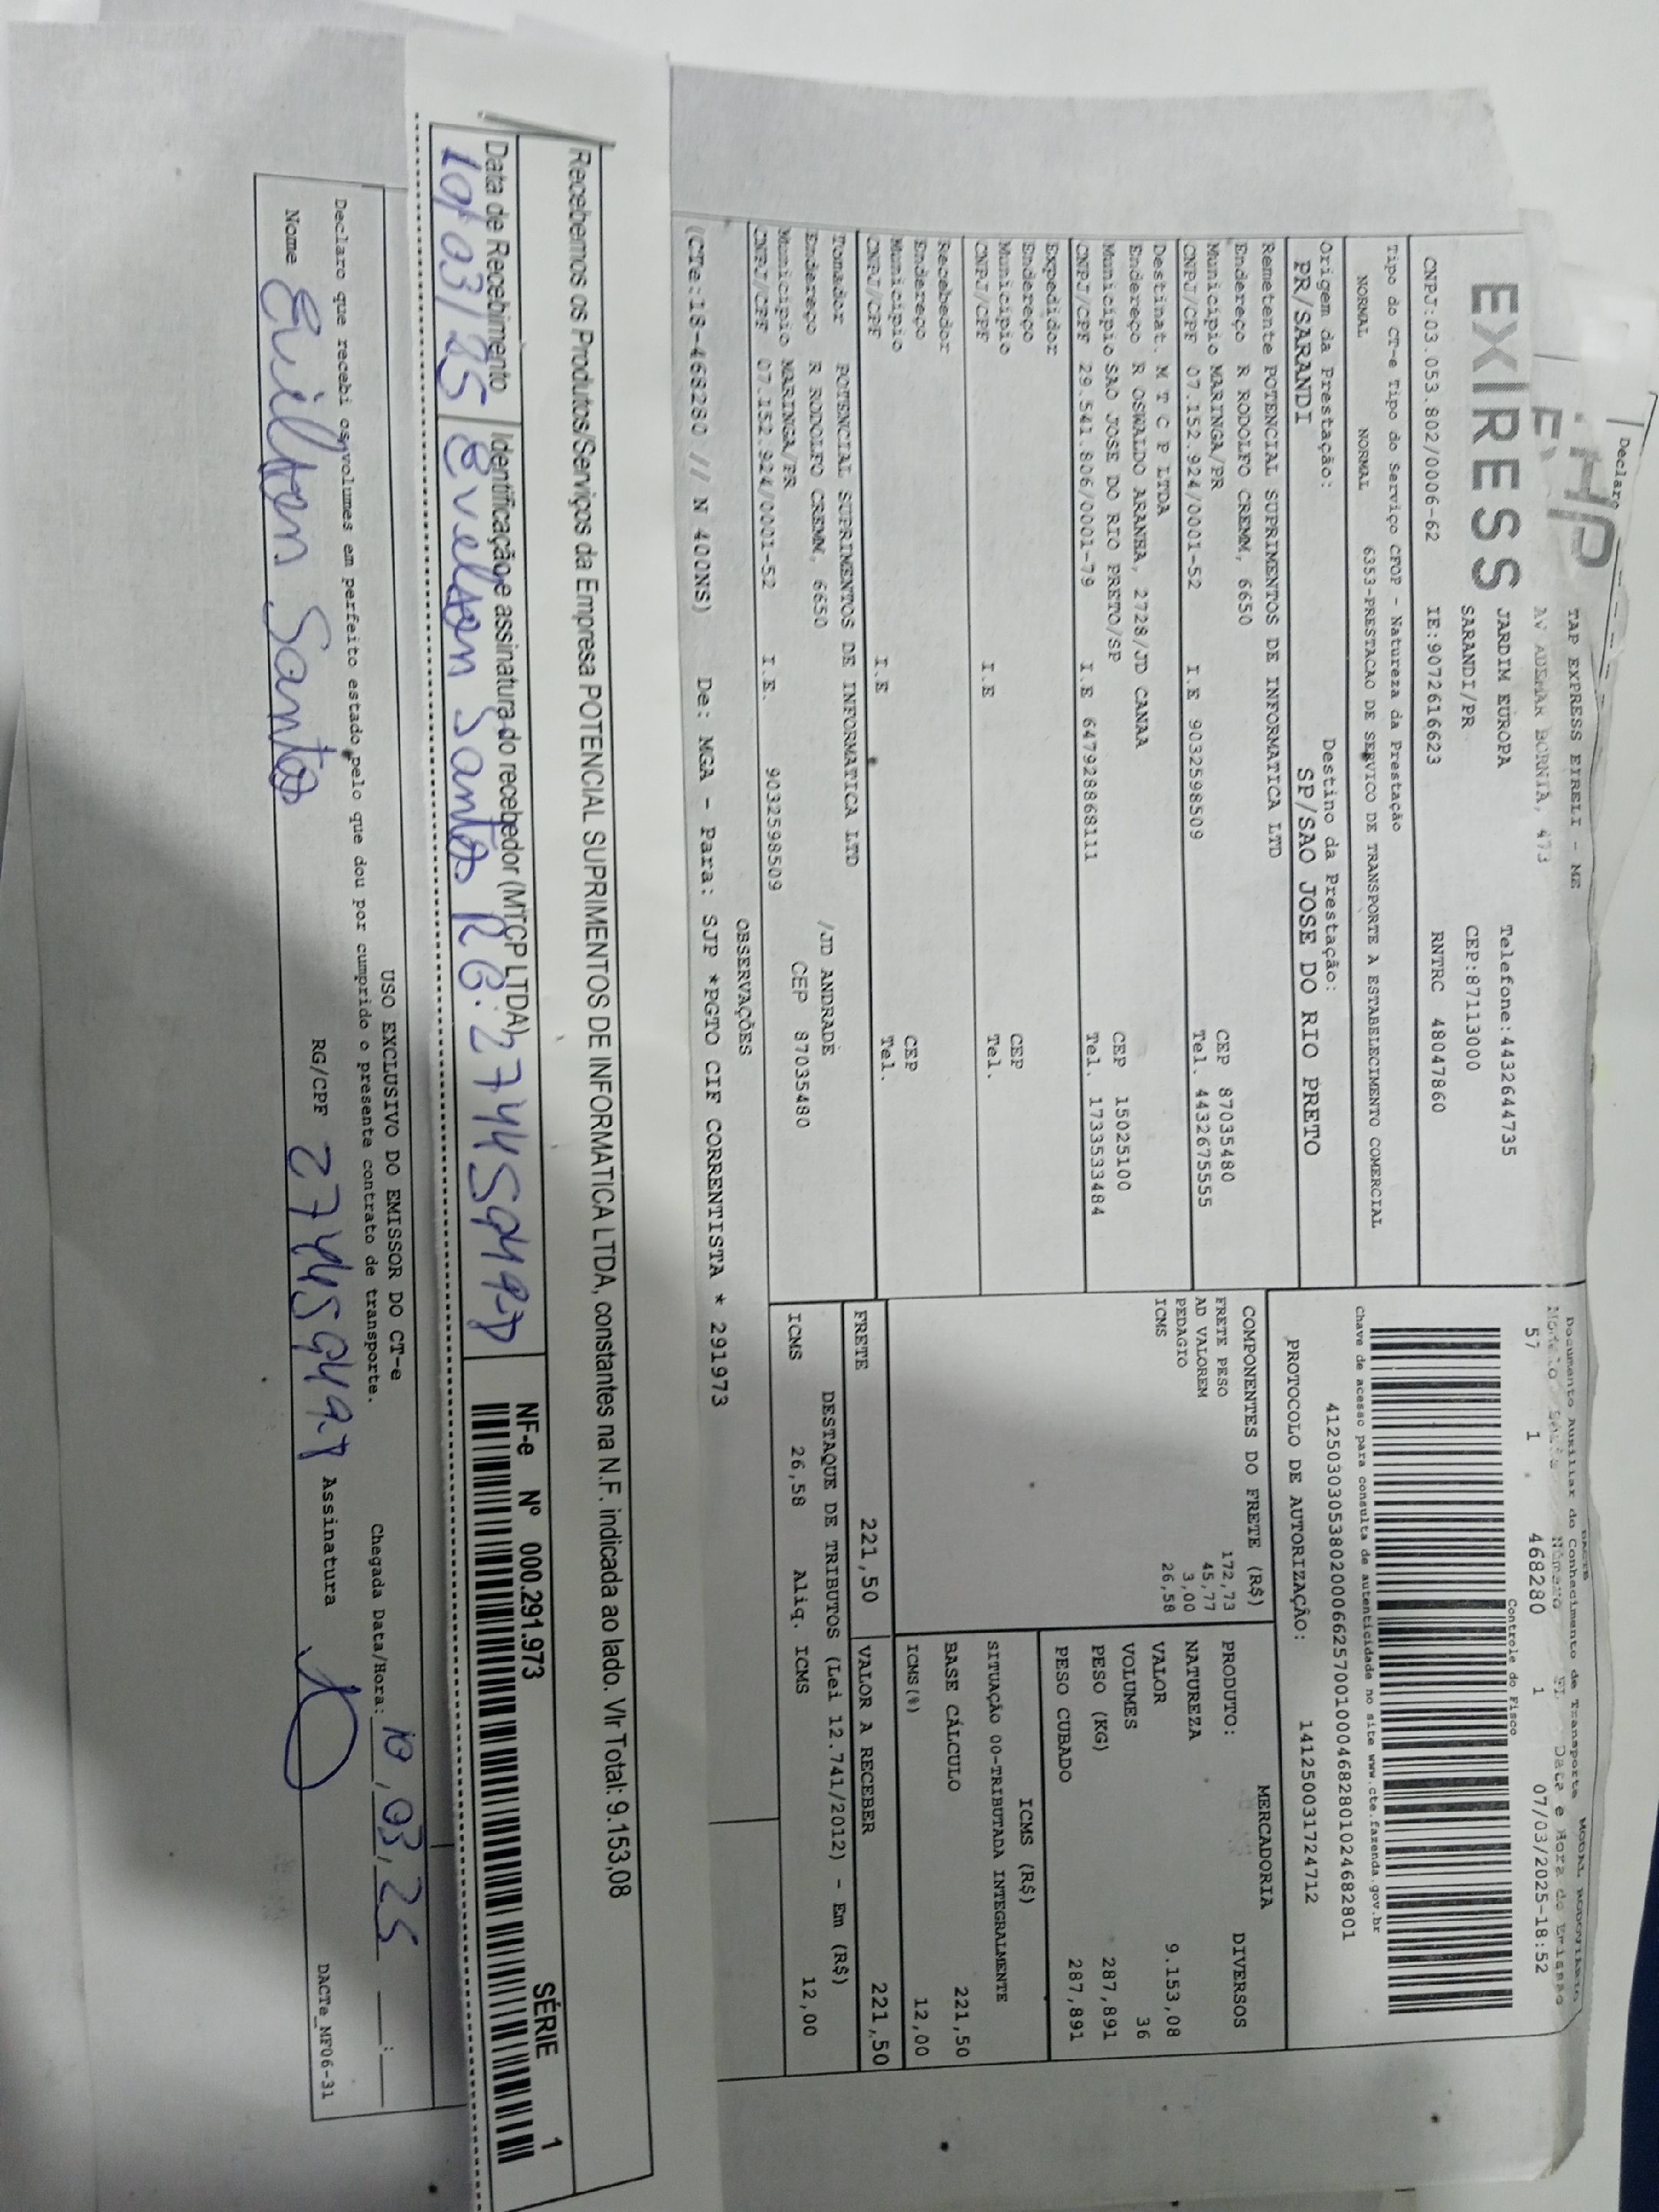 Declaro
TAP EXPRESS EIRELI - ME
AV ADEMAR BORNIA, 473
EXIRESS
JARDIM EUROPA
Telefone:4432644735
SARANDI/PR
CEP:87113000
CNPJ:03.053.802/0006-62 IE:9072616623 RNTRC 48047860
Tipo do CT-e Tipo do Serviço CFOP - Natureza da Prestação
NORMAL NORMAL 6353-PRESTACAO DE SERVICO DE TRANSPORTE A ESTABELECIMENTO COMERCIAL
Origem da Prestação: Destino da Prestação:
PR/SARANDI SP/SAO JOSE DO RIO PRETO
DACTE
Documento Auxiliar do Conhecimento de Transporte
MODAL RODOVIARIO
Modelo Série Número Fl Data e Hora de Emissão
57 1 468280 1 07/03/2025-18:52
Controle do Fisco
Chave de acesso para consulta de autenticidade no site www.cte.fazenda.gov.br
41250303053802000662570010004682801024682801
PROTOCOLO DE AUTORIZAÇÃO: 141250031724712
Remetente POTENCIAL SUPRIMENTOS DE INFORMATICA LTD
Endereço R RODOLFO CREMM, 6650
Município MARINGA/PR CEP 87035480
CNPJ/CPF 07.152.924/0001-52 I.E 9032598509 Tel. 4432675555
Destinat. M T C P LTDA
Endereço R OSWALDO ARANHA, 2728/JD CANAA
Município SAO JOSE DO RIO PRETO/SP CEP 15025100
CNPJ/CPF 29.541.806/0001-79 I.E 647928868111 Tel. 1733533484
Expedidor
Endereço
Município CEP
CNPJ/CPF I.E Tel.
Recebedor
Endereço
Município CEP
CNPJ/CPF I.E Tel.
Tomador POTENCIAL SUPRIMENTOS DE INFORMATICA LTD
Endereço R RODOLFO CREMM, 6650 /JD ANDRADE
Municipio MARINGA/PR CEP 87035480
CNPJ/CPF 07.152.924/0001-52 I.E. 9032598509
COMPONENTES DO FRETE (R$)
FRETE PESO 172,73
AD VALOREM 45,77
PEDAGIO 3,00
ICMS 26,58
MERCADORIA
PRODUTO: DIVERSOS
NATUREZA
VALOR 9.153,08
VOLUMES 36
PESO (KG) 287,891
PESO CUBADO 287,891
ICMS (R$)
SITUAÇÃO 00-TRIBUTADA INTEGRALMENTE
BASE CÁLCULO 221,50
ICMS(%) 12,00
FRETE 221,50 VALOR A RECEBER 221,50
DESTAQUE DE TRIBUTOS (Lei 12.741/2012) - Em (R$)
ICMS 26,58 Aliq. ICMS 12,00
OBSERVAÇÕES
(CTe:18-468280 // N 400NS) De: MGA - Para: SJP *PGTO CIF CORRENTISTA * 291973
Recebemos os Produtos/Serviços da Empresa POTENCIAL SUPRIMENTOS DE INFORMATICA LTDA, constantes na N.F. indicada ao lado. Vlr Total: 9.153,08
Data de Recebimento Identificação e assinatura do recebedor (MTCP LTDA)
10/03/25 Evelton Santos RG:
NF-e Nº 000.291.973 SÉRIE 1
USO EXCLUSIVO DO EMISSOR DO CT-e
Declaro que recebi os volumes em perfeito estado pelo que dou por cumprido o presente contrato de transporte.
Chegada Data/Hora: 10,03,25 :
Nome Santos RG/CPF Assinatura
DACTe_MF06-31